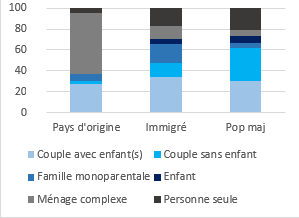 100
80
60
40
20
0
Pays d'origine Immigré Pop maj
Couple avec enfant(s) Couple sans enfant
Famille monoparentale Enfant
Ménage complexe Personne seule